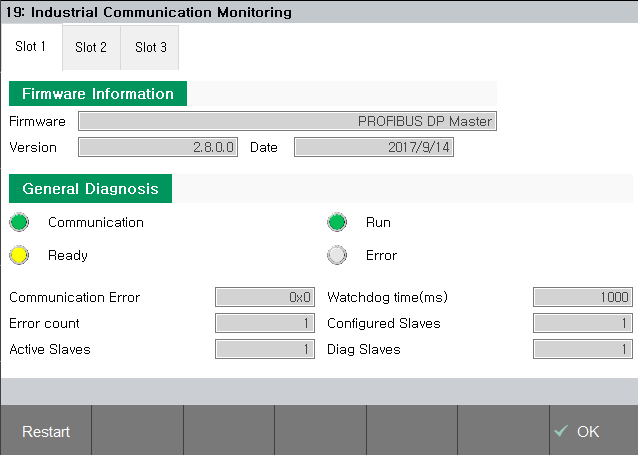 19: Industrial Communication Monitoring
Slot 1 Slot 2 Slot 3
Firmware Information
Firmware PROFIBUS DP Master
Version 2.8.0.0 Date 2017/9/14
General Diagnosis
Communication Run
Ready Error
Communication Error 0x0 Watchdog time(ms) 1000
Error count 1 Configured Slaves 1
Active Slaves 1 Diag Slaves 1
Restart OK